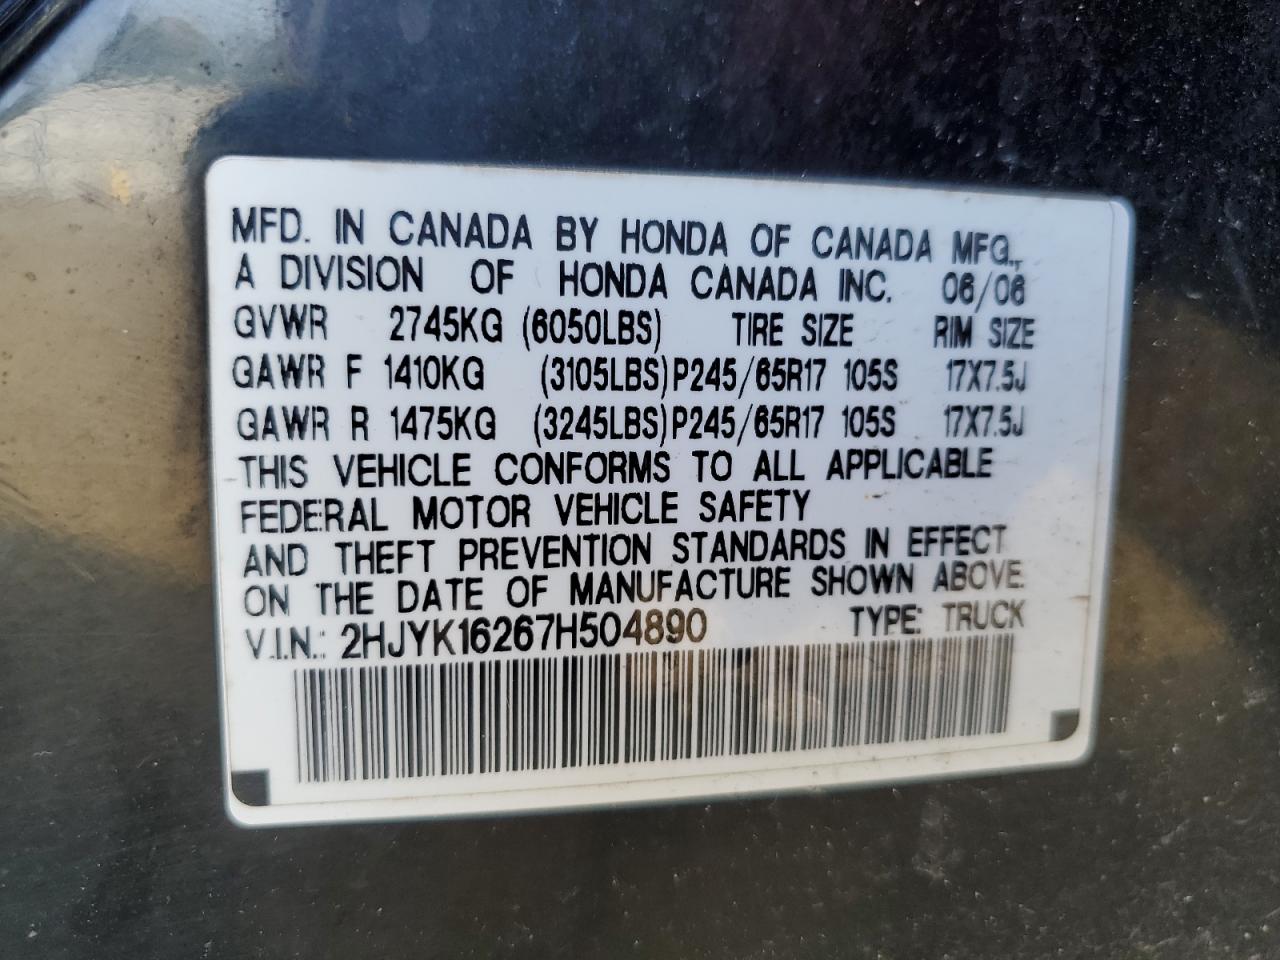 MFD. IN CANADA BY HONDA OF CANADA MFG.,
A DIVISION OF HONDA CANADA INC. 06/06
GVWR 2745KG (6050LBS) TIRE SIZE RIM SIZE
GAWR F 1410KG (3105LBS) P245/65R17 105S 17X7.5J
GAWR R 1475KG (3245LBS) P245/65R17 105S 17X7.5J
THIS VEHICLE CONFORMS TO ALL APPLICABLE
FEDERAL MOTOR VEHICLE SAFETY
AND THEFT PREVENTION STANDARDS IN EFFECT
ON THE DATE OF MANUFACTURE SHOWN ABOVE.
V.I.N.: 2HJYK16267H504890 TYPE: TRUCK